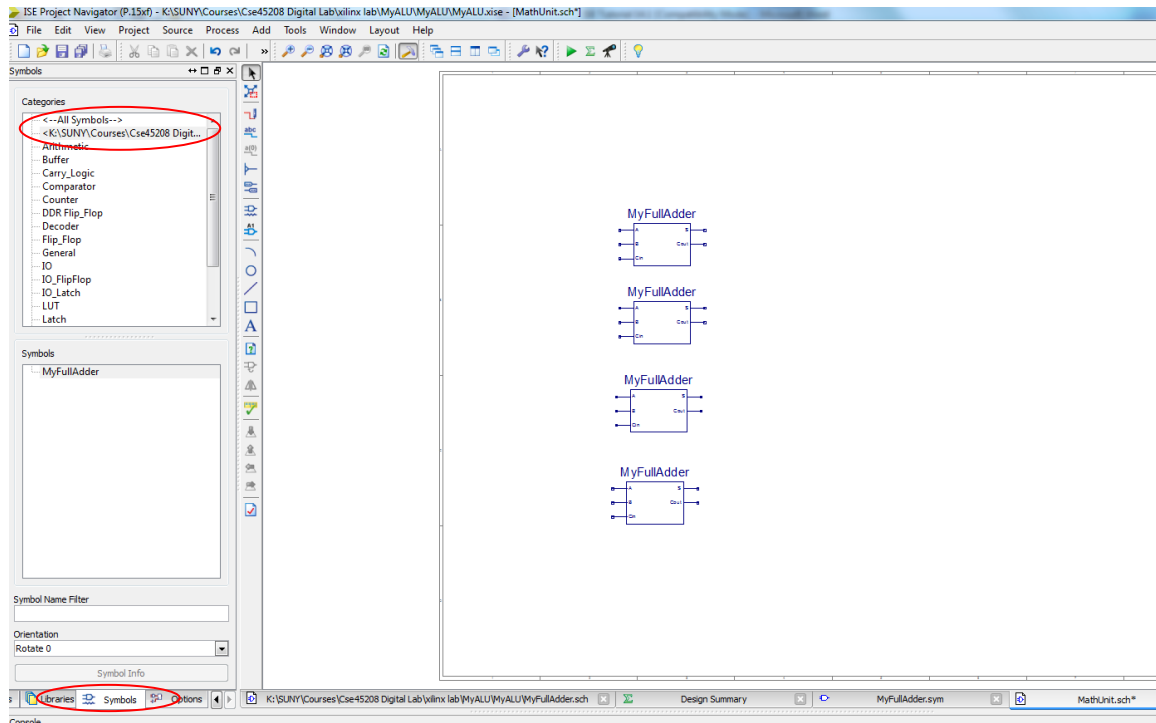 ISE Project Navigator (P.15xf) - K:\SUNY\Courses\Cse45208 Digital Lab\xilinx lab\MyALU\MyALU\MyALU.xise - [MathUnit.sch*]
File Edit View Project Source Process Add Tools Window Layout Help
Symbols
Categories
<--All Symbols-->
<K:\SUNY\Courses\Cse45208 Digit...
Arithmetic
Buffer
Carry_Logic
Comparator
Counter
DDR Flip_Flop
Decoder
Flip_Flop
General
IO
IO_FlipFlop
IO_Latch
LUT
Latch
Symbols
MyFullAdder
Symbol Name Filter
Orientation
Rotate 0
Symbol Info
s Libraries Symbols Options
abc
a(0)
A1
A
MyFullAdder
A S
B Cout
Cin
MyFullAdder
A S
B Cout
Cin
MyFullAdder
A S
B Cout
Cin
MyFullAdder
A S
B Cout
Cin
K:\SUNY\Courses\Cse45208 Digital Lab\xilinx lab\MyALU\MyALU\MyFullAdder.sch Design Summary MyFullAdder.sym MathUnit.sch*
Console